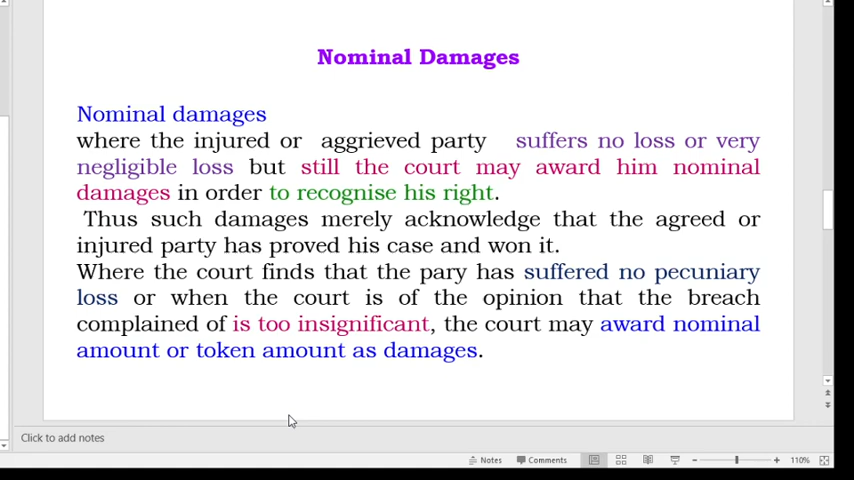 Nominal Damages
Nominal damages
where the injured or aggrieved party suffers no loss or very
negligible loss but still the court may award him nominal
damages in order to recognise his right.
Thus such damages merely acknowledge that the agreed or
injured party has proved his case and won it.
Where the court finds that the pary has suffered no pecuniary
loss or when the court is of the opinion that the breach
complained of is too insignificant, the court may award nominal
amount or token amount as damages.
Click to add notes
Notes Comments 110%